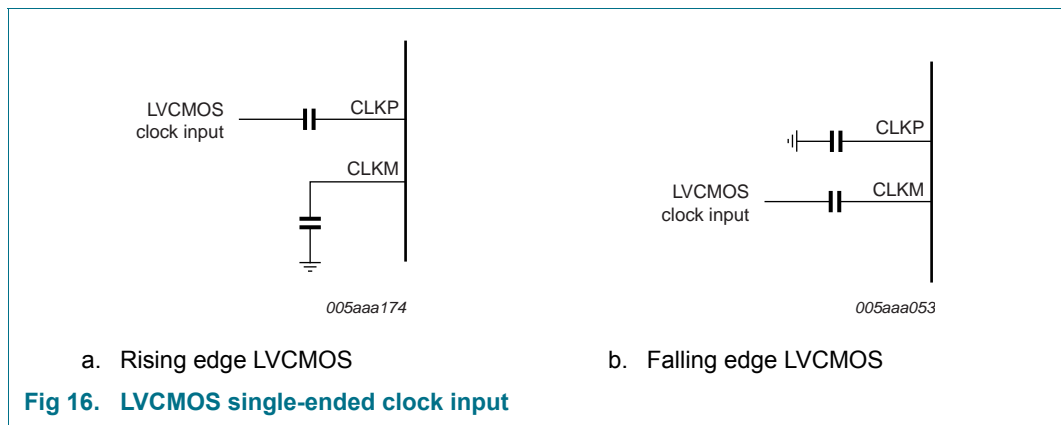 LVCMOS
clock input
CLKP
CLKM
005aaa174
a. Rising edge LVCMOS
CLKP
LVCMOS
clock input
CLKM
005aaa053
b. Falling edge LVCMOS
Fig 16. LVCMOS single-ended clock input